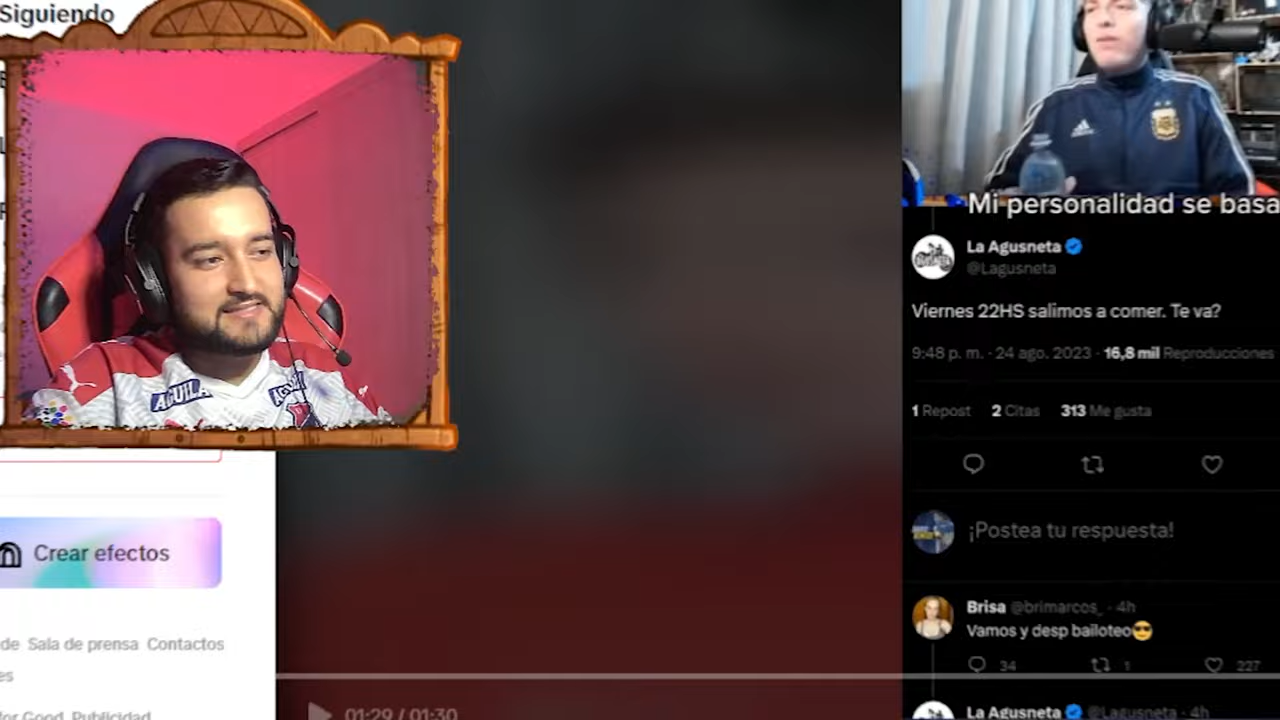 Siguiendo
AGUILA
Crear efectos
de Sala de prensa Contactos
es
for Good Publicidad
01:29 / 01:30
adidas
Mi personalidad se basa
La Agusneta
@Lagusneta
Viernes 22HS salimos a comer. Te va?
9:48 p. m. · 24 ago. 2023 · 16,8 mil Reproducciones
1 Repost 2 Citas 313 Me gusta
¡Postea tu respuesta!
Brisa @brimarcos_ · 4h
Vamos y desp bailoteo😎
34 1 227
La Agusneta @Lagusneta · 4h